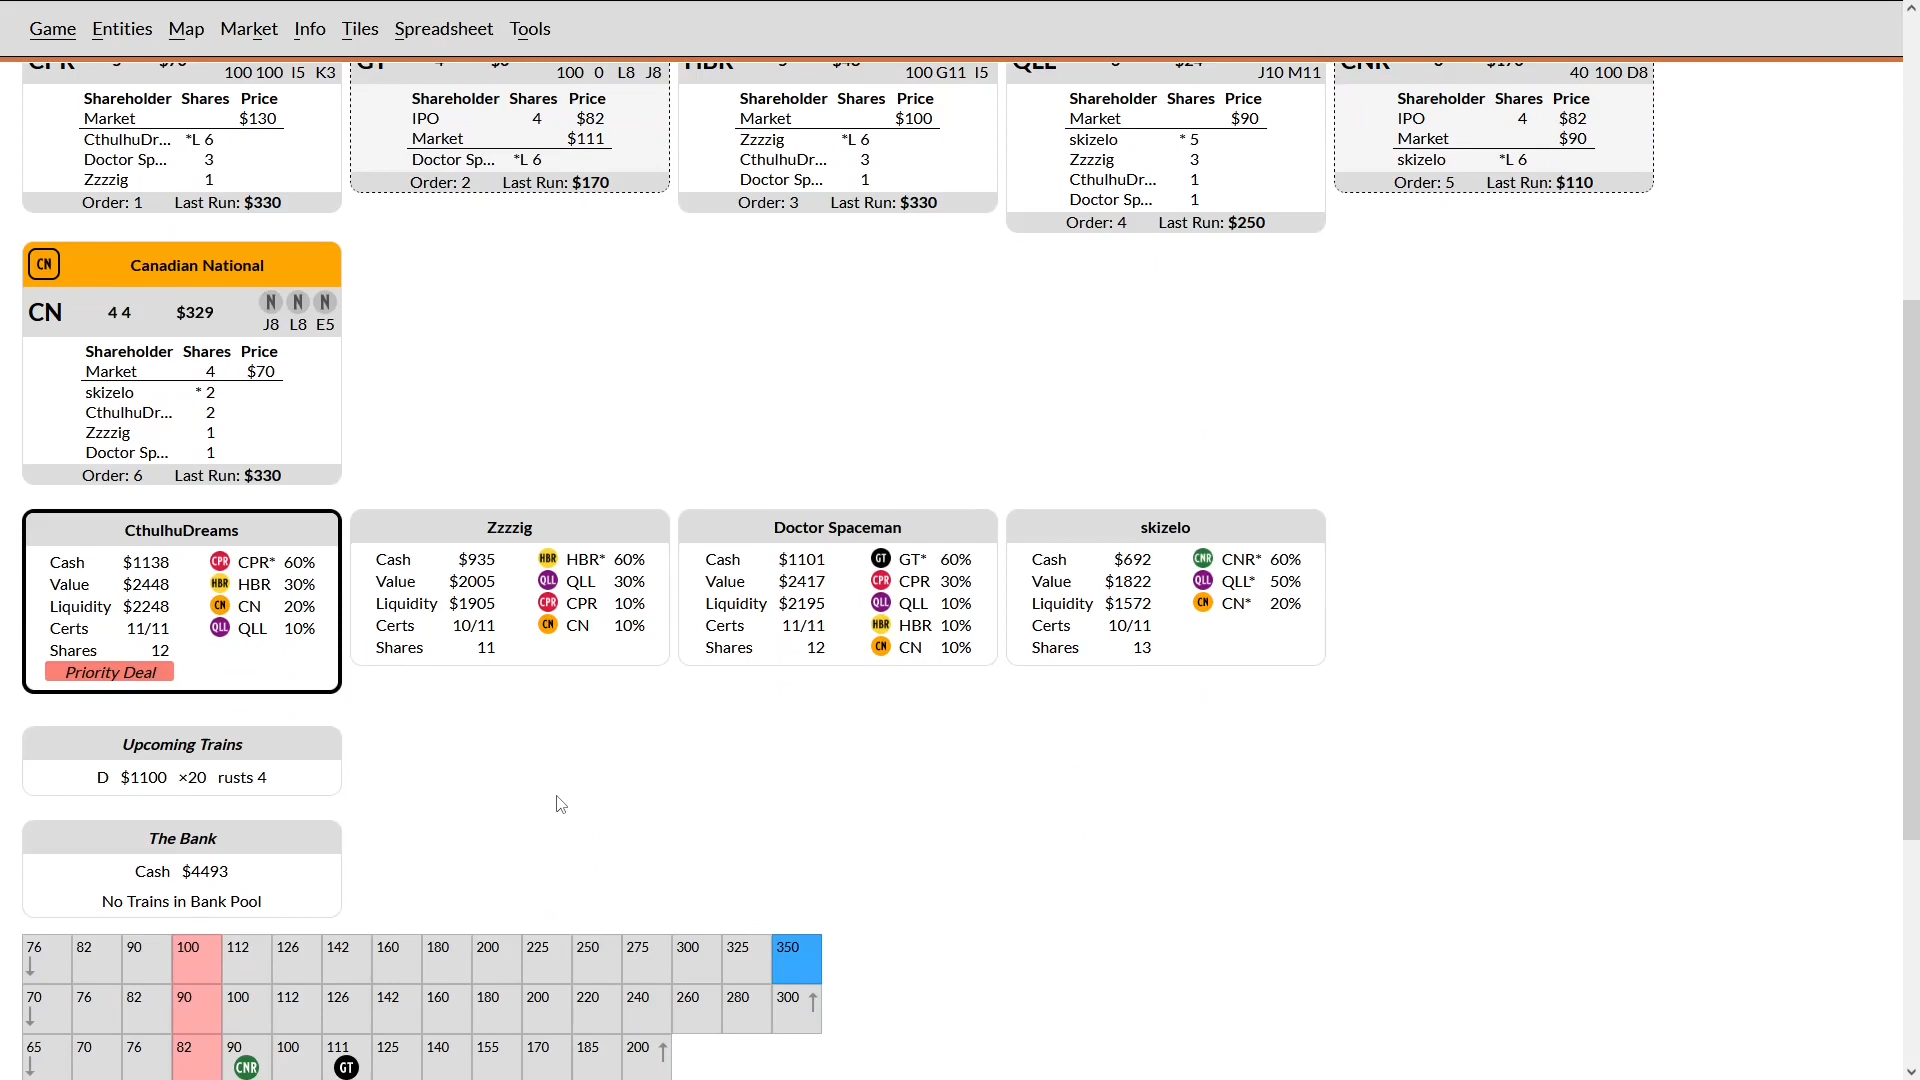 Game Entities Map Market Info Tiles Spreadsheet Tools
100 100 I5 K3
Shareholder Shares Price
Market $130
CthulhuDr... *L 6
Doctor Sp... 3
Zzzzig 1
Order: 1 Last Run: $330
100 0 L8 J8
Shareholder Shares Price
IPO 4 $82
Market $111
Doctor Sp... *L 6
Order: 2 Last Run: $170
100 G11 I5
Shareholder Shares Price
Market $100
Zzzzig *L 6
CthulhuDr... 3
Doctor Sp... 1
Order: 3 Last Run: $330
J10 M11
Shareholder Shares Price
Market $90
skizelo * 5
Zzzzig 3
CthulhuDr... 1
Doctor Sp... 1
Order: 4 Last Run: $250
40 100 D8
Shareholder Shares Price
IPO 4 $82
Market $90
skizelo *L 6
Order: 5 Last Run: $110
CN Canadian National
CN 4 4 $329 N N N
J8 L8 E5
Shareholder Shares Price
Market 4 $70
skizelo * 2
CthulhuDr... 2
Zzzzig 1
Doctor Sp... 1
Order: 6 Last Run: $330
CthulhuDreams
Cash $1138 CPR CPR* 60%
Value $2448 HBR HBR 30%
Liquidity $2248 CN CN 20%
Certs 11/11 QLL QLL 10%
Shares 12
Priority Deal
Zzzzig
Cash $935 HBR HBR* 60%
Value $2005 QLL QLL 30%
Liquidity $1905 CPR CPR 10%
Certs 10/11 CN CN 10%
Shares 11
Doctor Spaceman
Cash $1101 GT GT* 60%
Value $2417 CPR CPR 30%
Liquidity $2195 QLL QLL 10%
Certs 11/11 HBR HBR 10%
Shares 12 CN CN 10%
skizelo
Cash $692 CNR CNR* 60%
Value $1822 QLL QLL* 50%
Liquidity $1572 CN CN* 20%
Certs 10/11
Shares 13
Upcoming Trains
D $1100 ×20 rusts 4
The Bank
Cash $4493
No Trains in Bank Pool
76 82 90 100 112 126 142 160 180 200 225 250 275 300 325 350
70 76 82 90 100 112 126 142 160 180 200 220 240 260 280 300
65 70 76 82 90 100 111 125 140 155 170 185 200
CNR GT